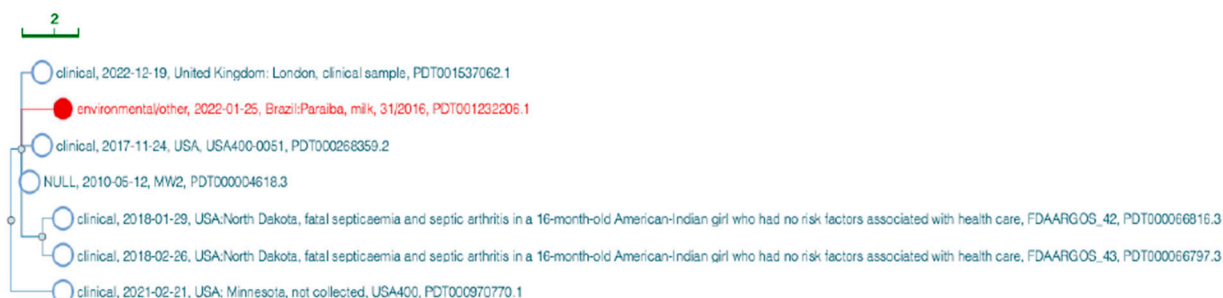 2
clinical, 2022-12-19, United Kingdom: London, clinical sample, PDT001537062.1
environmental/other, 2022-01-25, Brazil:Paraiba, milk, 31/2016, PDT001232206.1
clinical, 2017-11-24, USA, USA400-0051, PDT000268359.2
NULL, 2010-05-12, MW2, PDT000004618.3
clinical, 2018-01-29, USA:North Dakota, fatal septicaemia and septic arthritis in a 16-month-old American-Indian girl who had no risk factors associated with health care, FDAARGOS_42, PDT000066816.3
clinical, 2018-02-26, USA:North Dakota, fatal septicaemia and septic arthritis in a 16-month-old American-Indian girl who had no risk factors associated with health care, FDAARGOS_43, PDT000066797.3
clinical, 2021-02-21, USA: Minnesota, not collected, USA400, PDT000970770.1